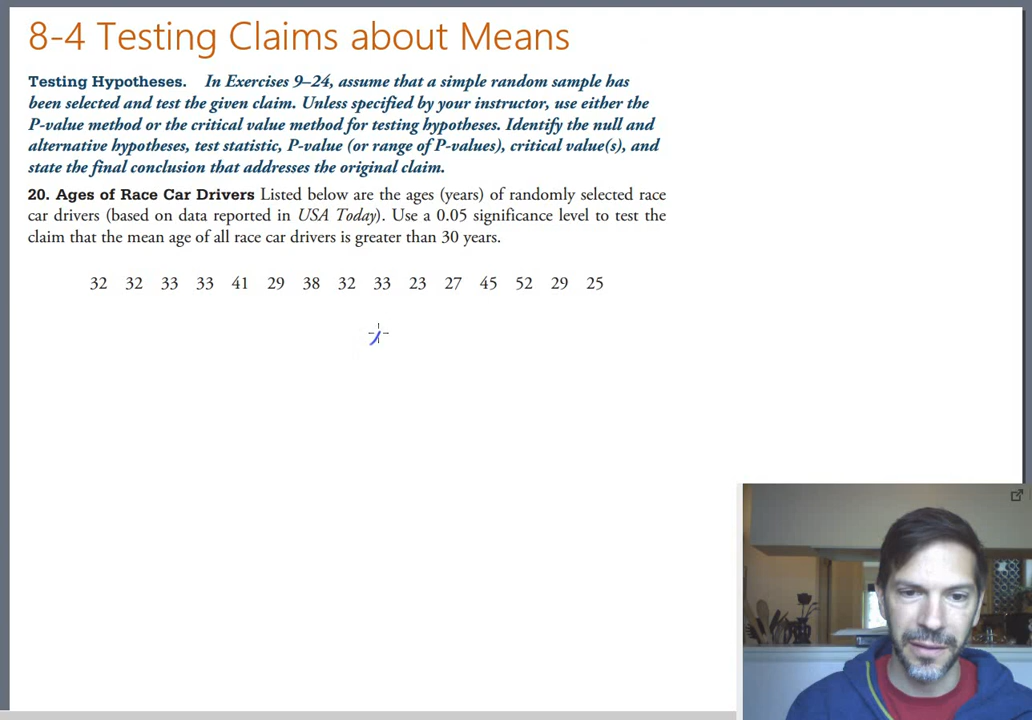 8-4 Testing Claims about Means
Testing Hypotheses. In Exercises 9–24, assume that a simple random sample has
been selected and test the given claim. Unless specified by your instructor, use either the
P-value method or the critical value method for testing hypotheses. Identify the null and
alternative hypotheses, test statistic, P-value (or range of P-values), critical value(s), and
state the final conclusion that addresses the original claim.
20. Ages of Race Car Drivers Listed below are the ages (years) of randomly selected race
car drivers (based on data reported in USA Today). Use a 0.05 significance level to test the
claim that the mean age of all race car drivers is greater than 30 years.
32 32 33 33 41 29 38 32 33 23 27 45 52 29 25